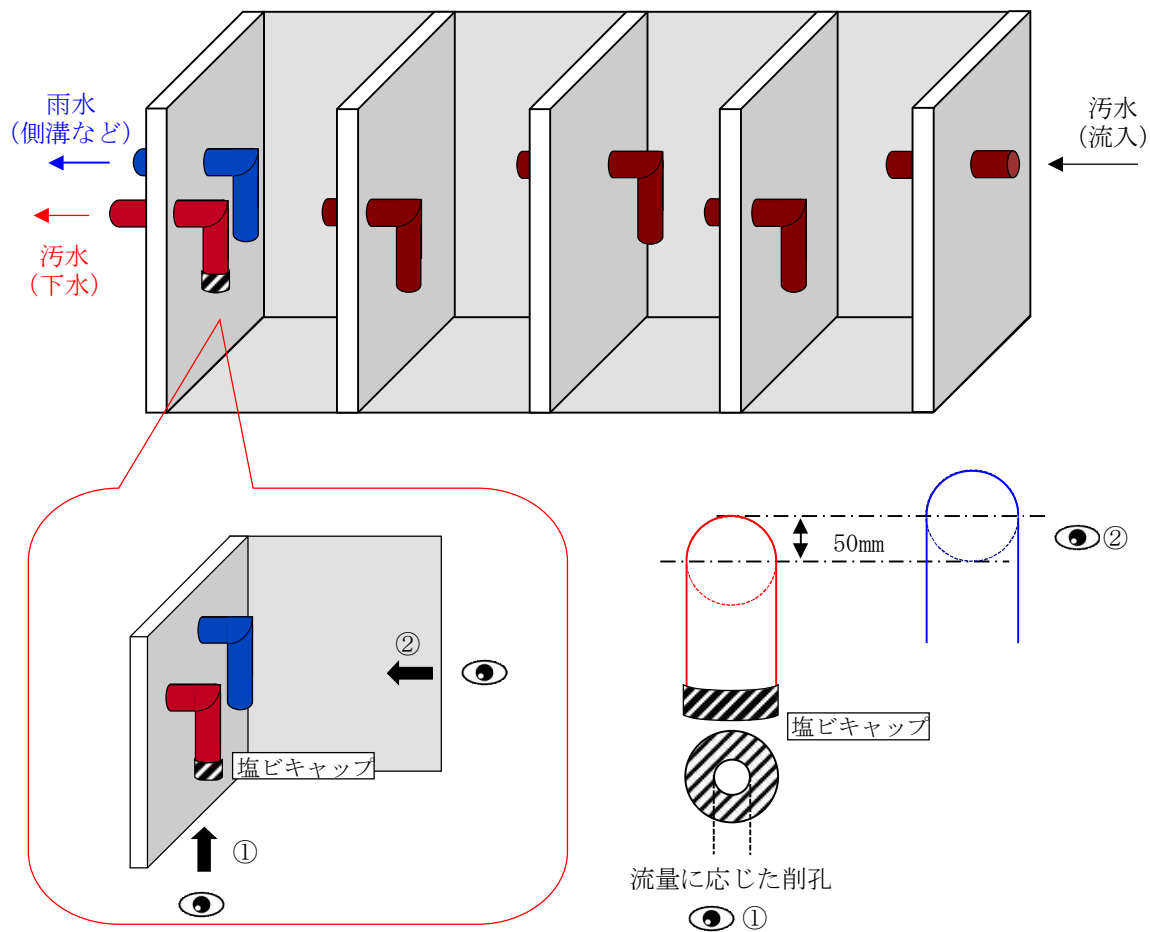 雨水
(側溝など)
汚水
(下水)
汚水
(流入)
②
塩ビキャップ
①
50mm
②
塩ビキャップ
流量に応じた削孔
①